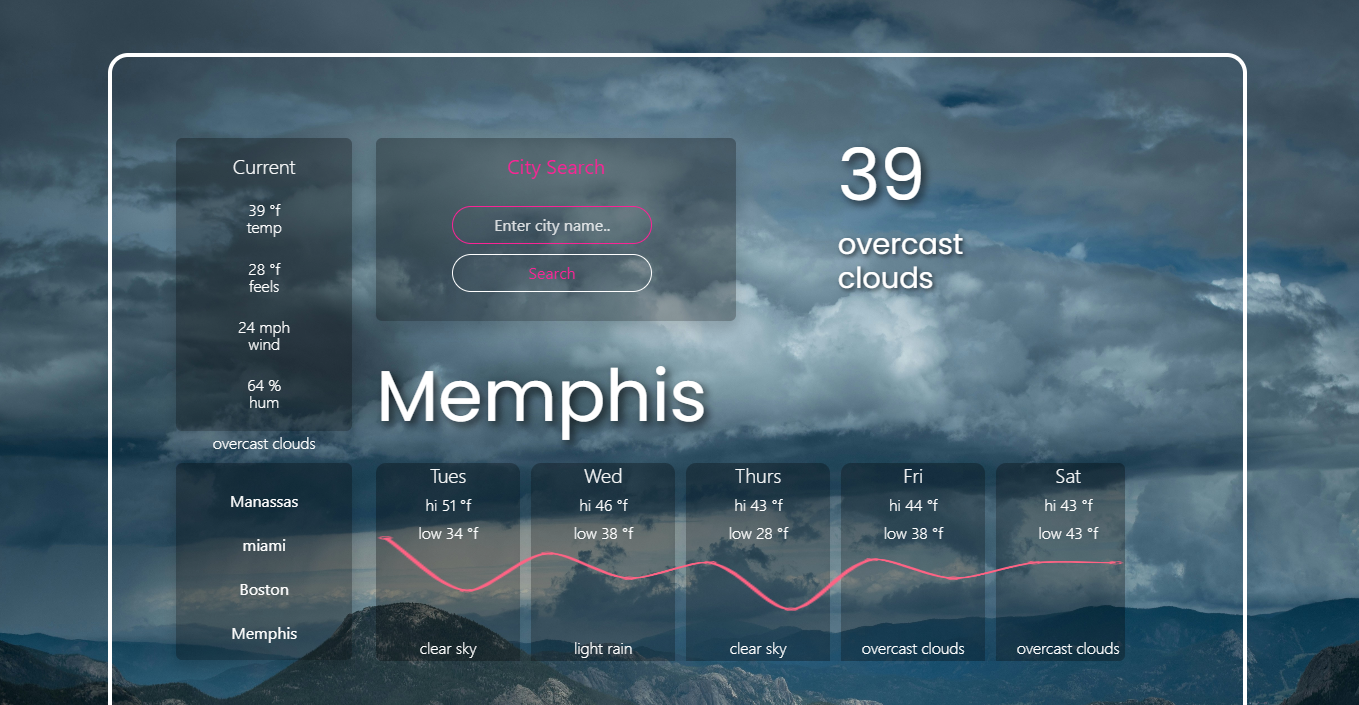 Current
39 °f
temp
28 °f
feels
24 mph
wind
64 %
hum
overcast clouds
City Search
Enter city name..
Search
39
overcast
clouds
Memphis
Manassas
miami
Boston
Memphis
Tues
hi 51 °f
low 34 °f
clear sky
Wed
hi 46 °f
low 38 °f
light rain
Thurs
hi 43 °f
low 28 °f
clear sky
Fri
hi 44 °f
low 38 °f
overcast clouds
Sat
hi 43 °f
low 43 °f
overcast clouds